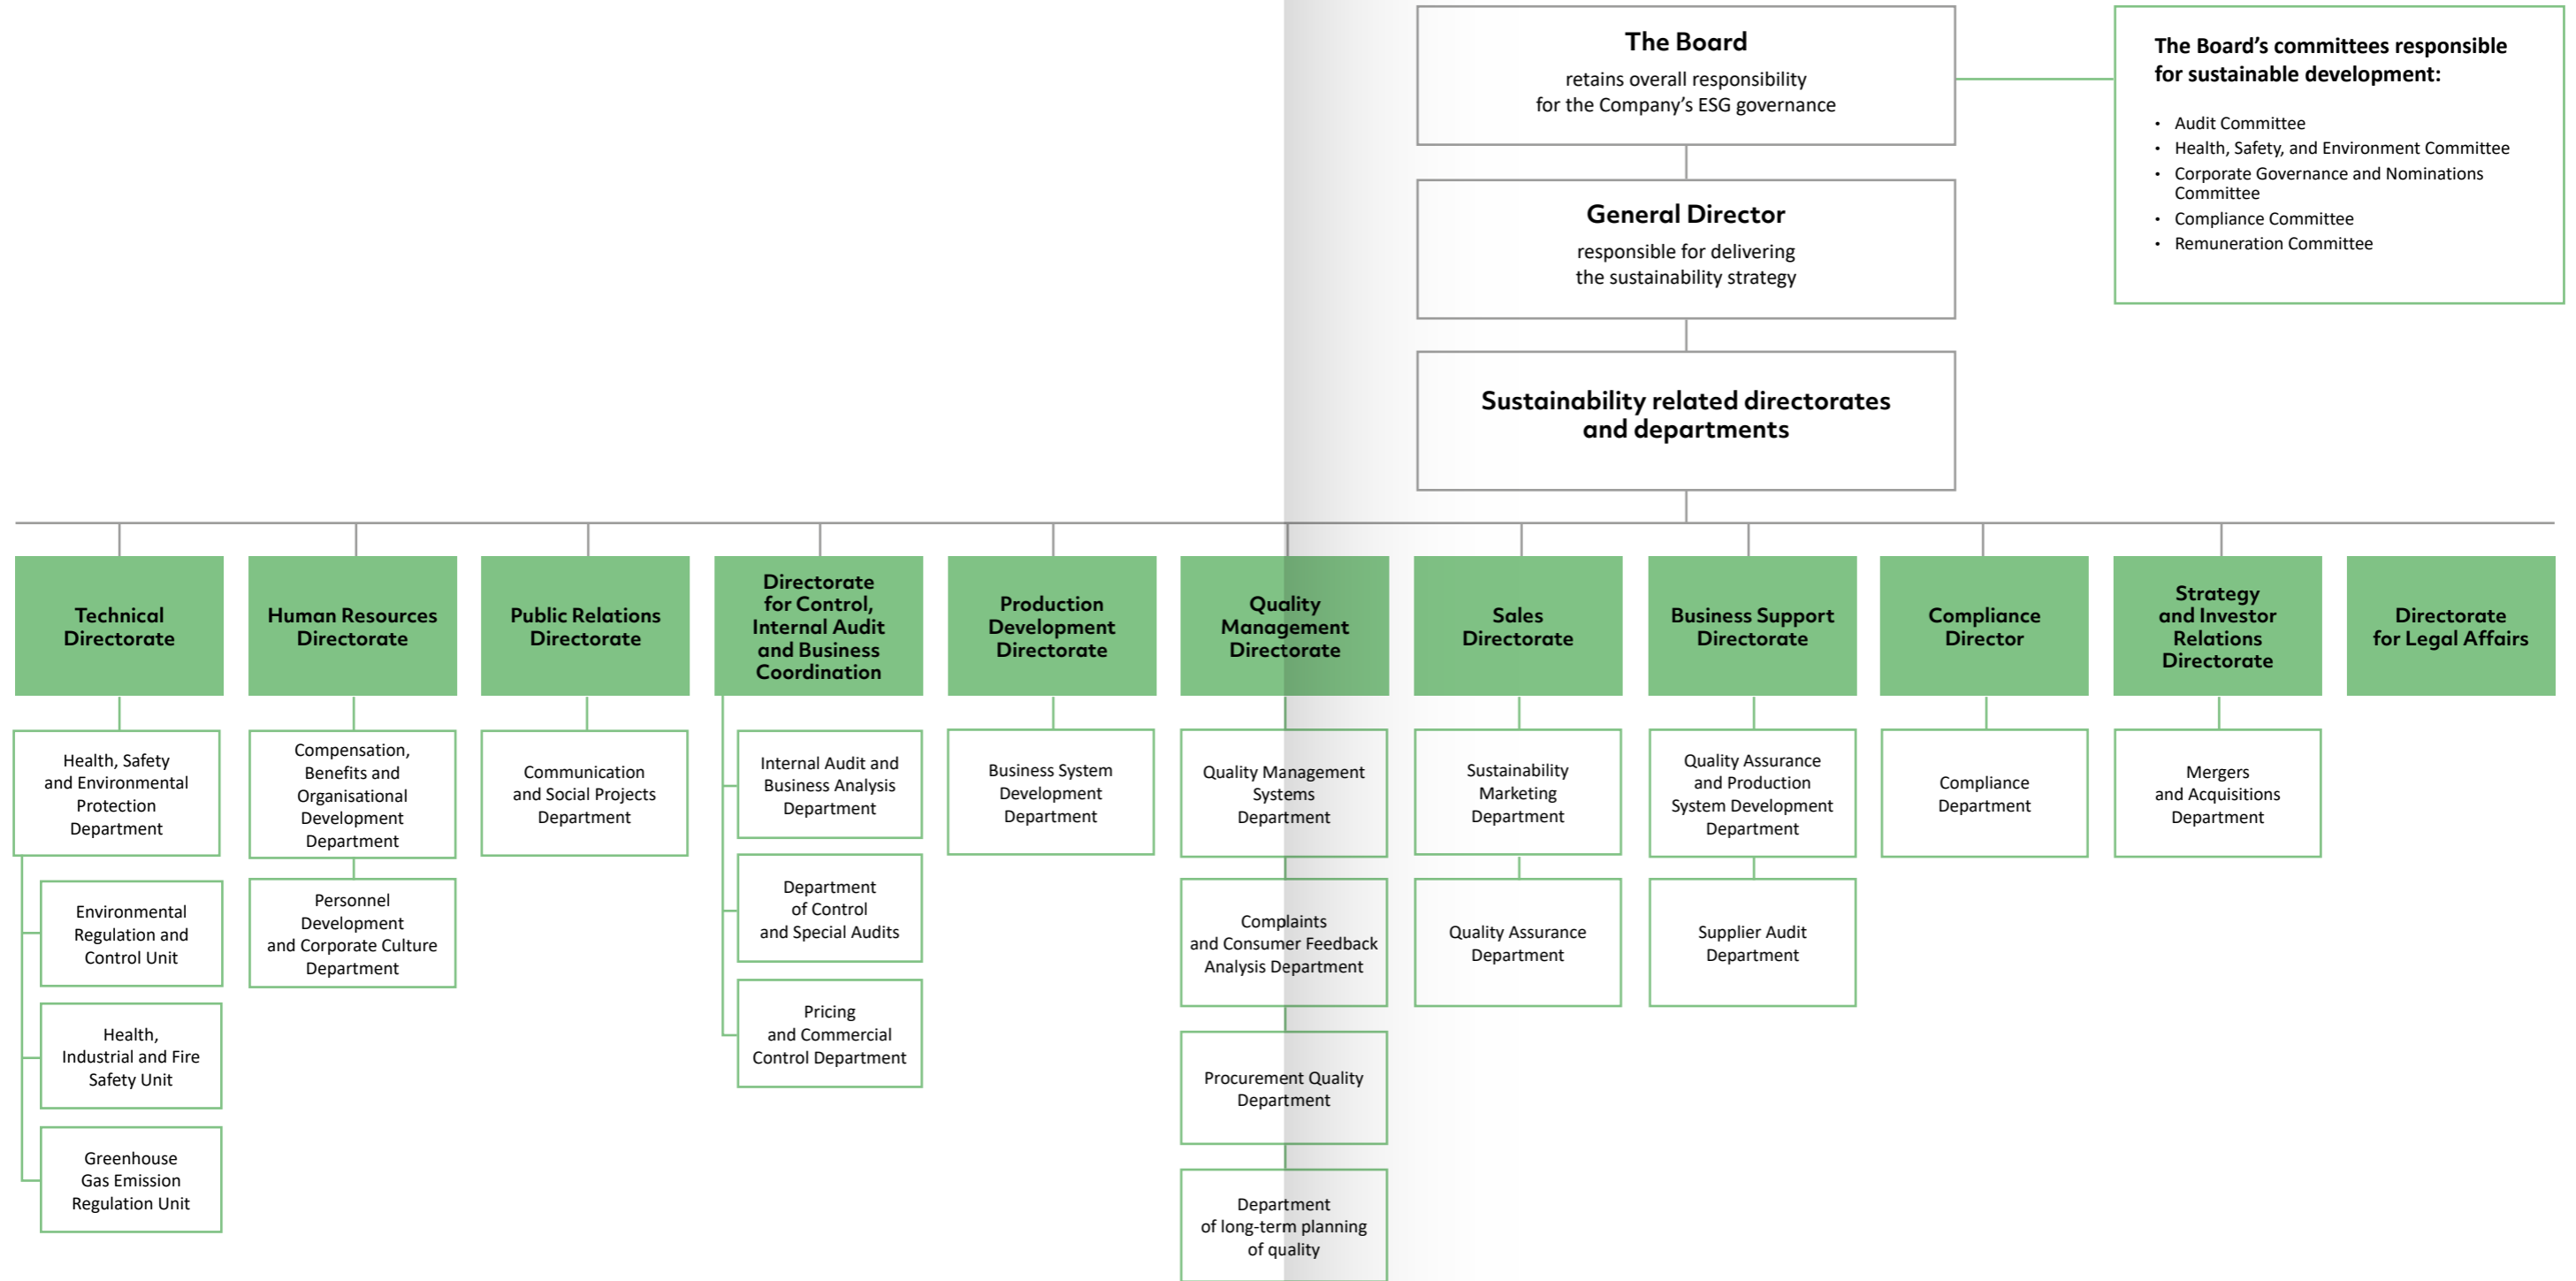 The Board
retains overall responsibility
for the Company’s ESG governance
The Board’s committees responsible
for sustainable development:
• Audit Committee
• Health, Safety, and Environment Committee
• Corporate Governance and Nominations
Committee
• Compliance Committee
• Remuneration Committee
General Director
responsible for delivering
the sustainability strategy
Sustainability related directorates
and departments
Technical
Directorate
Health, Safety
and Environmental
Protection
Department
Environmental
Regulation and
Control Unit
Health,
Industrial and Fire
Safety Unit
Greenhouse
Gas Emission
Regulation Unit
Human Resources
Directorate
Compensation,
Benefits and
Organisational
Development
Department
Personnel
Development
and Corporate Culture
Department
Public Relations
Directorate
Communication
and Social Projects
Department
Directorate
for Control,
Internal Audit
and Business
Coordination
Internal Audit and
Business Analysis
Department
Department
of Control
and Special Audits
Pricing
and Commercial
Control Department
Production
Development
Directorate
Business System
Development
Department
Quality
Management
Directorate
Quality Management
Systems
Department
Complaints
and Consumer Feedback
Analysis Department
Procurement Quality
Department
Department
of long-term planning
of quality
Sales
Directorate
Sustainability
Marketing
Department
Quality Assurance
Department
Business Support
Directorate
Quality Assurance
and Production
System Development
Department
Supplier Audit
Department
Compliance
Director
Compliance
Department
Strategy
and Investor
Relations
Directorate
Mergers
and Acquisitions
Department
Directorate
for Legal Affairs